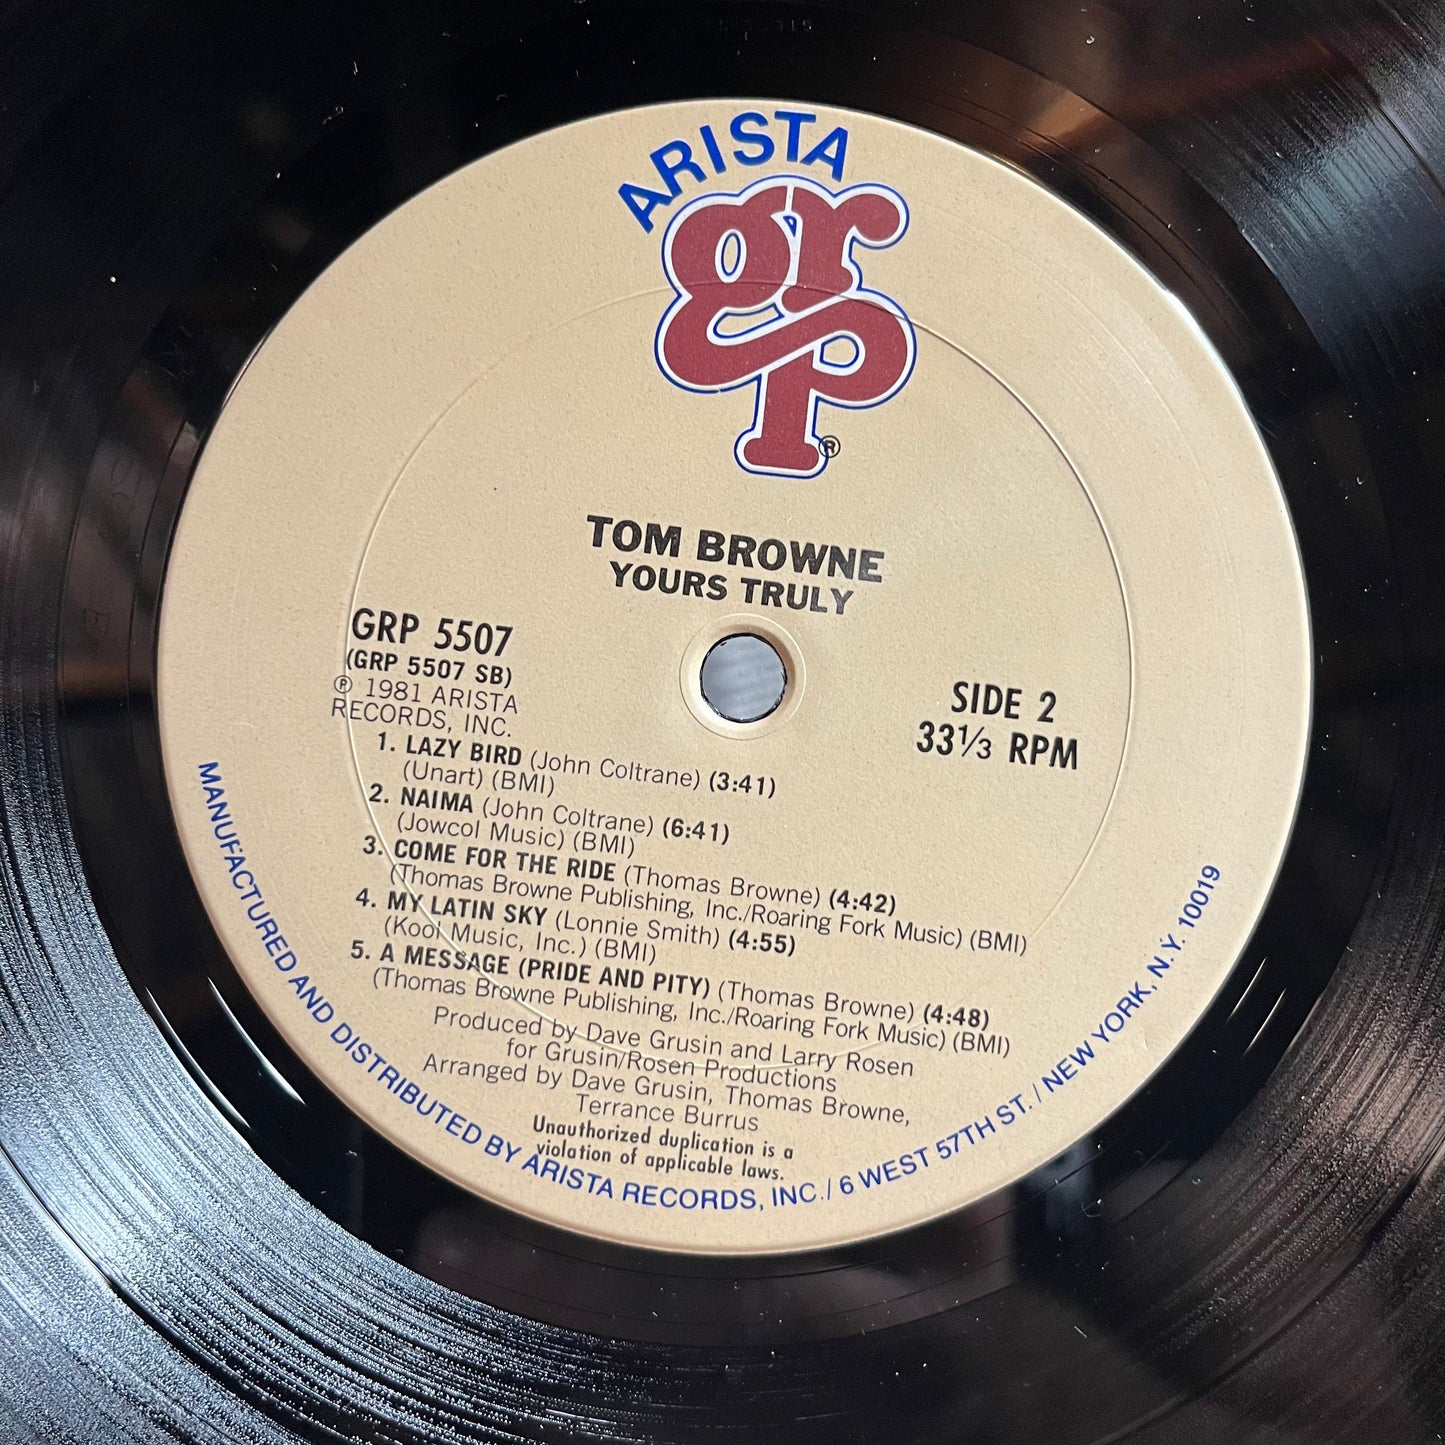 ARISTA
grp®
TOM BROWNE
YOURS TRULY
GRP 5507
(GRP 5507 SB)
℗ 1981 ARISTA
RECORDS, INC.
SIDE 2
33⅓ RPM
1. LAZY BIRD (John Coltrane) (3:41)
(Unart) (BMI)
2. NAIMA (John Coltrane) (6:41)
(Jowcol Music) (BMI)
3. COME FOR THE RIDE (Thomas Browne) (4:42)
(Thomas Browne Publishing, Inc./Roaring Fork Music) (BMI)
4. MY LATIN SKY (Lonnie Smith) (4:55)
(Kool Music, Inc.) (BMI)
5. A MESSAGE (PRIDE AND PITY) (Thomas Browne) (4:48)
(Thomas Browne Publishing, Inc./Roaring Fork Music) (BMI)
Produced by Dave Grusin and Larry Rosen
for Grusin/Rosen Productions
Arranged by Dave Grusin, Thomas Browne,
Terrance Burrus
Unauthorized duplication is a
violation of applicable laws.
MANUFACTURED AND DISTRIBUTED BY ARISTA RECORDS, INC./ 6 WEST 57TH ST. / NEW YORK, N.Y. 10019